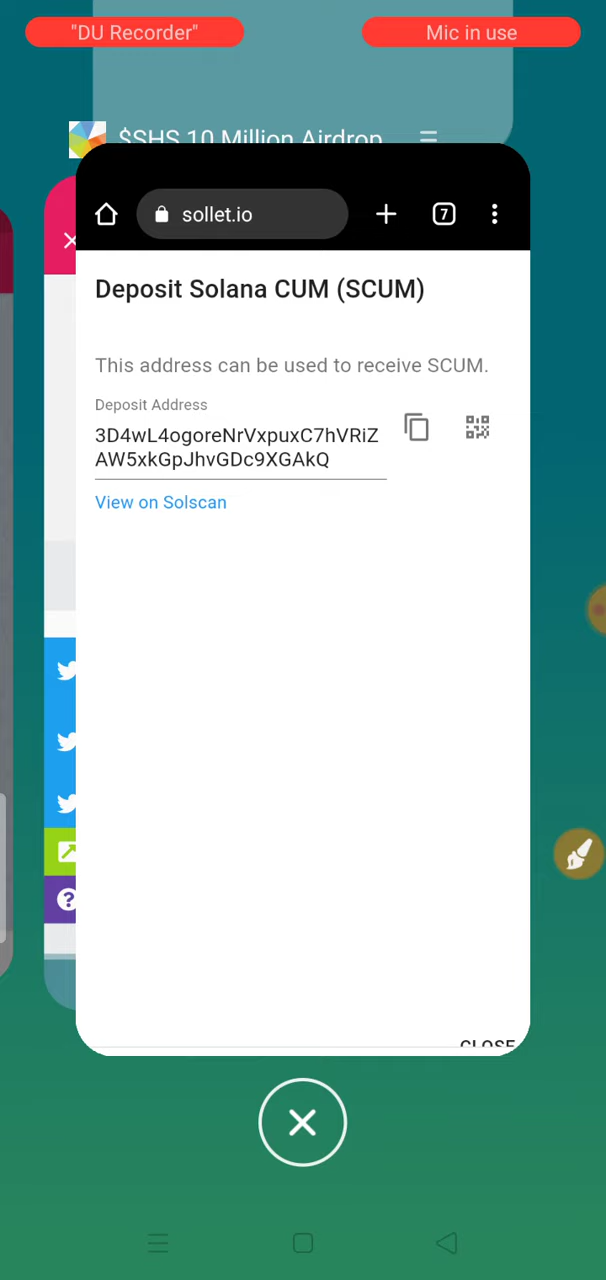 "DU Recorder"
Mic in use
$SHS 10 Million Airdrop
sollet.io
7
Deposit Solana CUM (SCUM)
This address can be used to receive SCUM.
Deposit Address
3D4wL4ogoreNrVxpuxC7hVRiZ
AW5xkGpJhvGDc9XGAkQ
View on Solscan
CLOSE